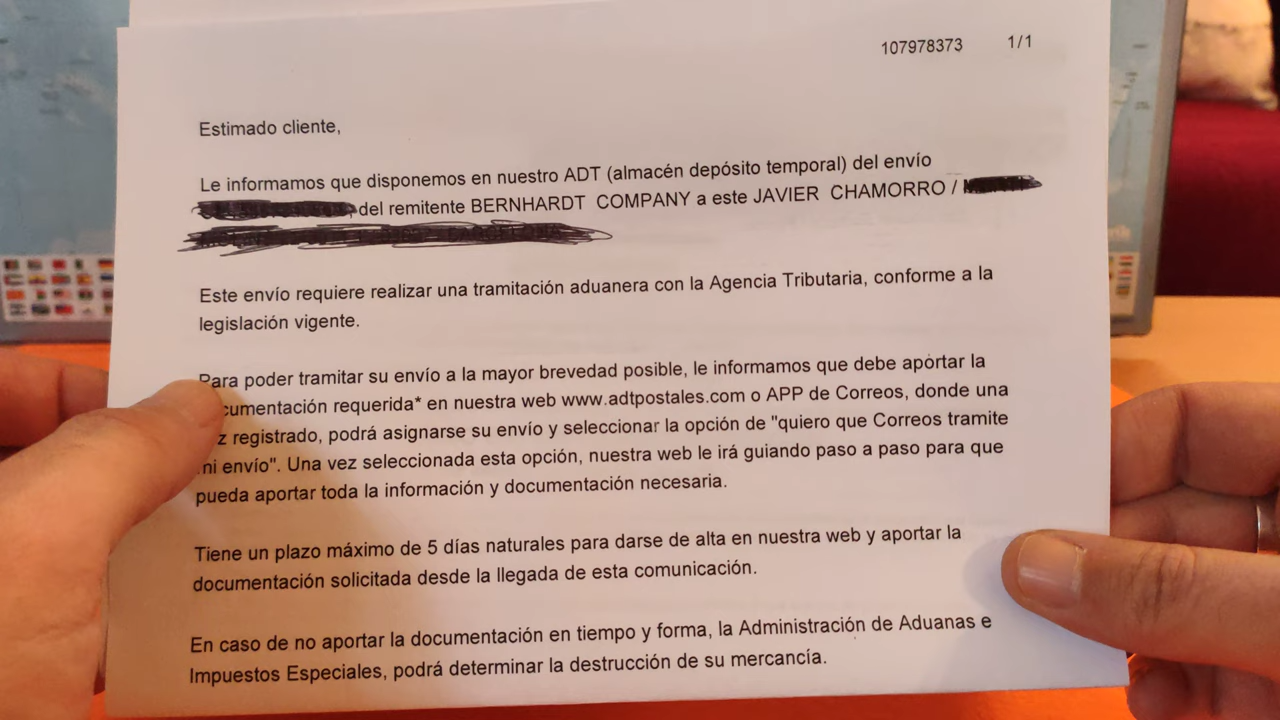 107978373 1/1
Estimado cliente,
Le informamos que disponemos en nuestro ADT (almacén depósito temporal) del envío
del remitente BERNHARDT COMPANY a este JAVIER CHAMORRO /
Este envío requiere realizar una tramitación aduanera con la Agencia Tributaria, conforme a la
legislación vigente.
Para poder tramitar su envío a la mayor brevedad posible, le informamos que debe aportar la
cumentación requerida* en nuestra web www.adtpostales.com o APP de Correos, donde una
z registrado, podrá asignarse su envío y seleccionar la opción de "quiero que Correos tramite
mi envío". Una vez seleccionada esta opción, nuestra web le irá guiando paso a paso para que
pueda aportar toda la información y documentación necesaria.
Tiene un plazo máximo de 5 días naturales para darse de alta en nuestra web y aportar la
documentación solicitada desde la llegada de esta comunicación.
En caso de no aportar la documentación en tiempo y forma, la Administración de Aduanas e
Impuestos Especiales, podrá determinar la destrucción de su mercancía.